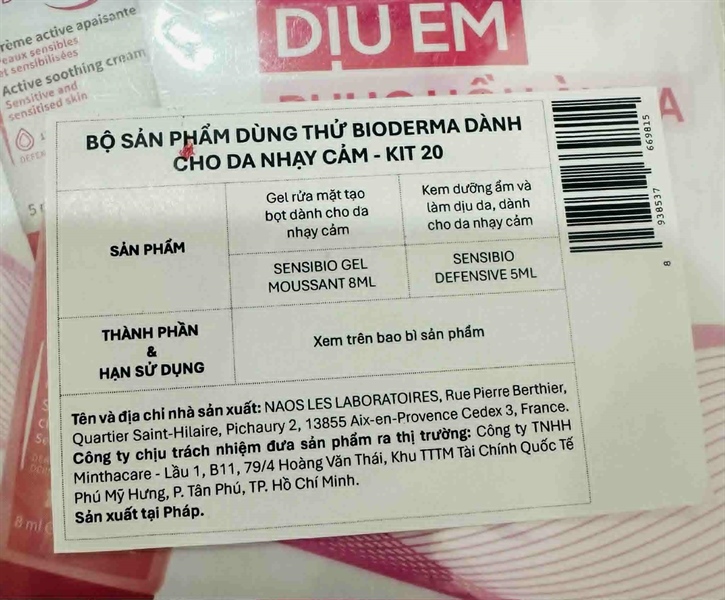 crème active apaisante
Peaux sensibles
et sensibilisées
Active soothing cream
Sensitive and
sensitised skin
DỊU EM
BỘ SẢN PHẨM DÙNG THỬ BIODERMA DÀNH
CHO DA NHẠY CẢM - KIT 20
SẢN PHẨM
Gel rửa mặt tạo
bọt dành cho da
nhạy cảm
Kem dưỡng ẩm và
làm dịu da, dành
cho da nhạy cảm
SENSIBIO GEL
MOUSSANT 8ML
SENSIBIO
DEFENSIVE 5ML
THÀNH PHẦN
&
HẠN SỬ DỤNG
Xem trên bao bì sản phẩm
Tên và địa chỉ nhà sản xuất: NAOS LES LABORATOIRES, Rue Pierre Berthier,
Quartier Saint-Hilaire, Pichaury 2, 13855 Aix-en-Provence Cedex 3, France.
Công ty chịu trách nhiệm đưa sản phẩm ra thị trường: Công ty TNHH
Minthacare - Lầu 1, B11, 79/4 Hoàng Văn Thái, Khu TTTM Tài Chính Quốc Tế
Phú Mỹ Hưng, P. Tân Phú, TP. Hồ Chí Minh.
Sản xuất tại Pháp.
8 938537 669815
8 ml